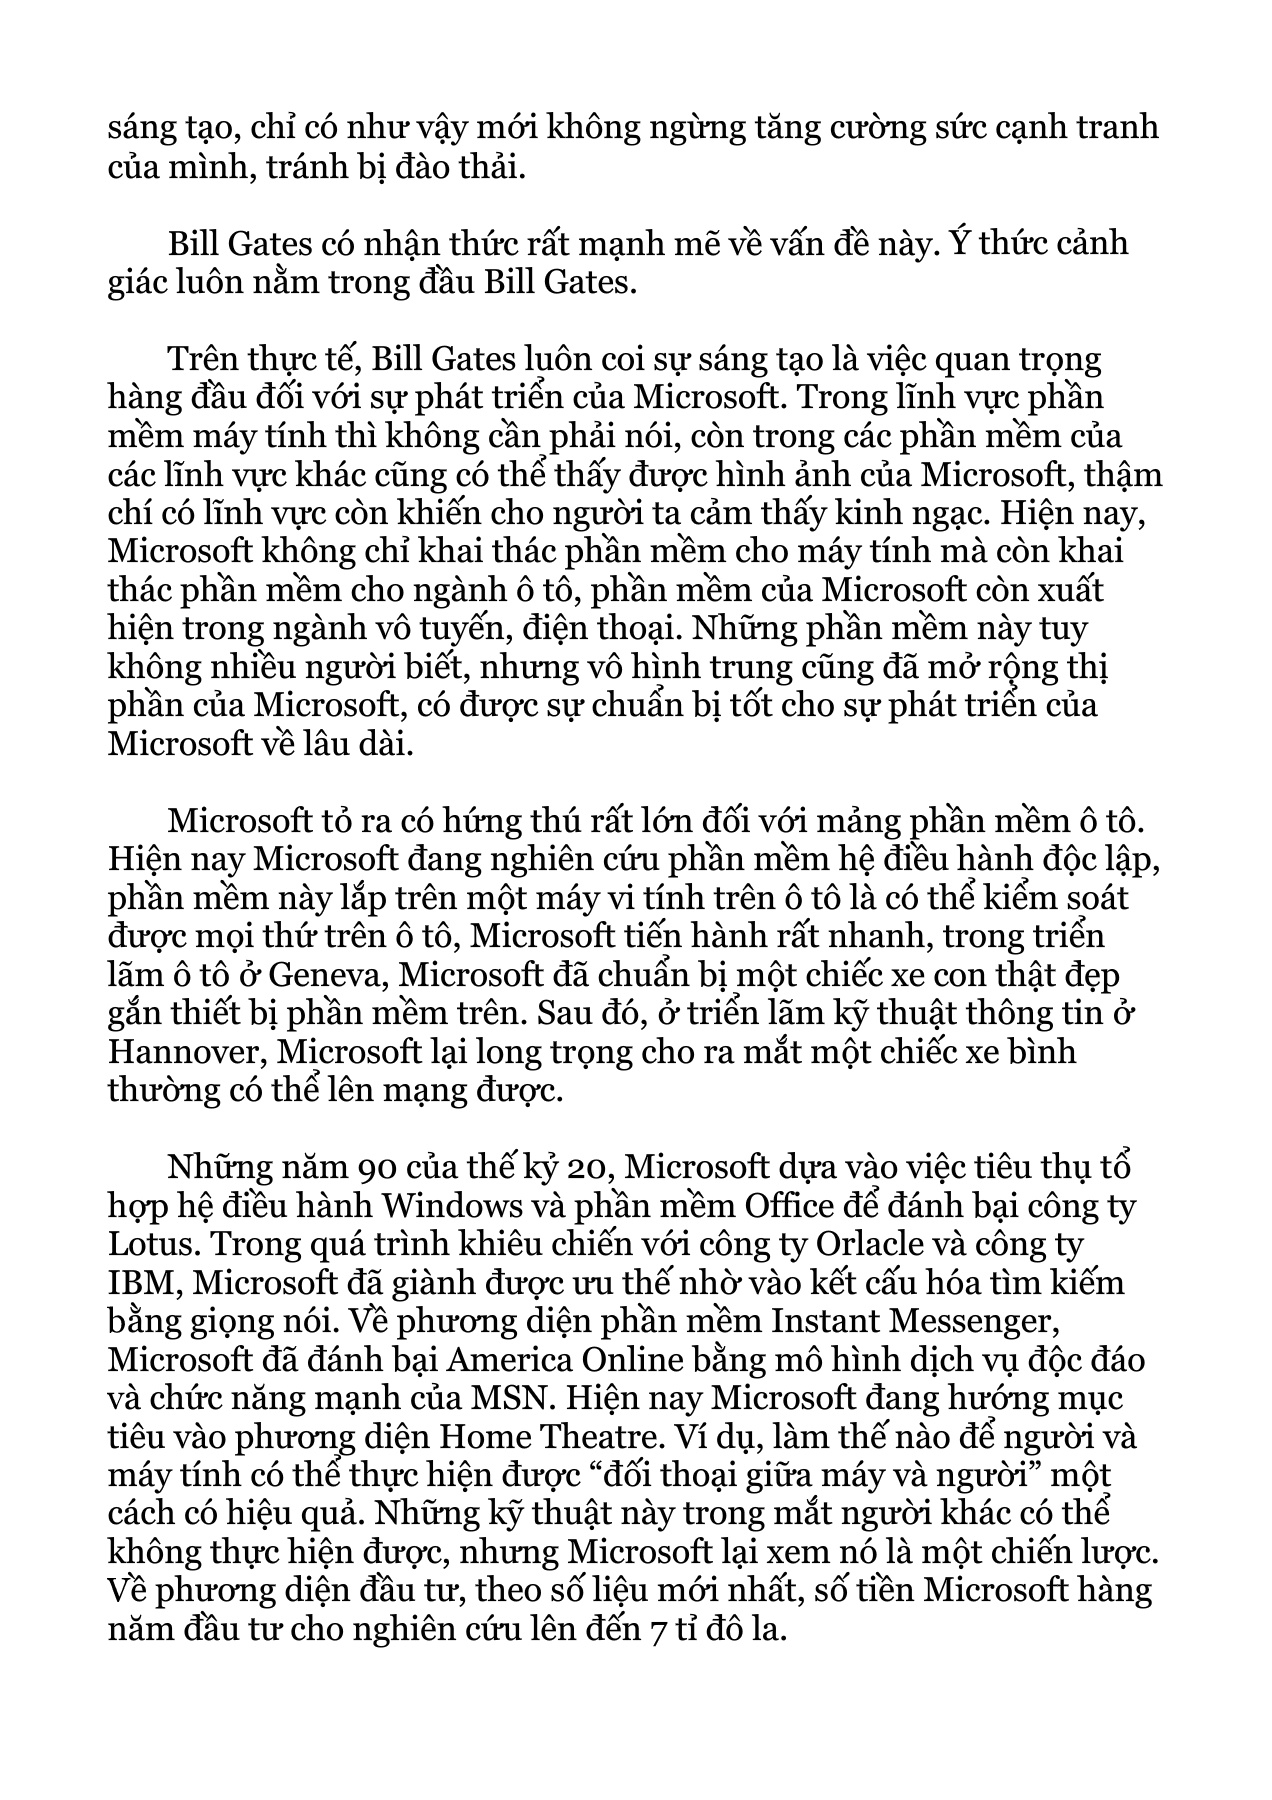 sáng tạo, chỉ có như vậy mới không ngừng tăng cường sức cạnh tranh
của mình, tránh bị đào thải.
Bill Gates có nhận thức rất mạnh mẽ về vấn đề này. Ý thức cảnh
giác luôn nằm trong đầu Bill Gates.
Trên thực tế, Bill Gates luôn coi sự sáng tạo là việc quan trọng
hàng đầu đối với sự phát triển của Microsoft. Trong lĩnh vực phần
mềm máy tính thì không cần phải nói, còn trong các phần mềm của
các lĩnh vực khác cũng có thể thấy được hình ảnh của Microsoft, thậm
chí có lĩnh vực còn khiến cho người ta cảm thấy kinh ngạc. Hiện nay,
Microsoft không chỉ khai thác phần mềm cho máy tính mà còn khai
thác phần mềm cho ngành ô tô, phần mềm của Microsoft còn xuất
hiện trong ngành vô tuyến, điện thoại. Những phần mềm này tuy
không nhiều người biết, nhưng vô hình trung cũng đã mở rộng thị
phần của Microsoft, có được sự chuẩn bị tốt cho sự phát triển của
Microsoft về lâu dài.
Microsoft tỏ ra có hứng thú rất lớn đối với mảng phần mềm ô tô.
Hiện nay Microsoft đang nghiên cứu phần mềm hệ điều hành độc lập,
phần mềm này lắp trên một máy vi tính trên ô tô là có thể kiểm soát
được mọi thứ trên ô tô, Microsoft tiến hành rất nhanh, trong triển
lãm ô tô ở Geneva, Microsoft đã chuẩn bị một chiếc xe con thật đẹp
gắn thiết bị phần mềm trên. Sau đó, ở triển lãm kỹ thuật thông tin ở
Hannover, Microsoft lại long trọng cho ra mắt một chiếc xe bình
thường có thể lên mạng được.
Những năm 90 của thế kỷ 20, Microsoft dựa vào việc tiêu thụ tổ
hợp hệ điều hành Windows và phần mềm Office để đánh bại công ty
Lotus. Trong quá trình khiêu chiến với công ty Orlacle và công ty
IBM, Microsoft đã giành được ưu thế nhờ vào kết cấu hóa tìm kiếm
bằng giọng nói. Về phương diện phần mềm Instant Messenger,
Microsoft đã đánh bại America Online bằng mô hình dịch vụ độc đáo
và chức năng mạnh của MSN. Hiện nay Microsoft đang hướng mục
tiêu vào phương diện Home Theatre. Ví dụ, làm thế nào để người và
máy tính có thể thực hiện được “đối thoại giữa máy và người” một
cách có hiệu quả. Những kỹ thuật này trong mắt người khác có thể
không thực hiện được, nhưng Microsoft lại xem nó là một chiến lược.
Về phương diện đầu tư, theo số liệu mới nhất, số tiền Microsoft hàng
năm đầu tư cho nghiên cứu lên đến 7 tỉ đô la.